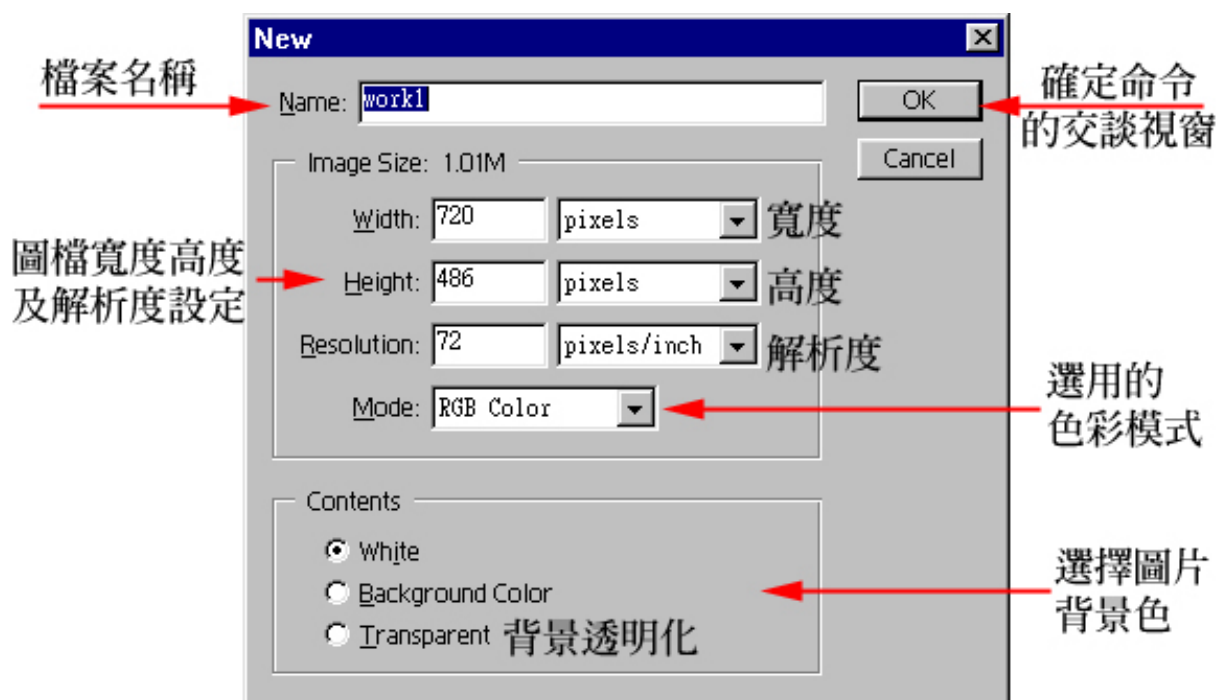 New
檔案名稱
Name: work1
OK
確定命令
的交談視窗
Cancel
Image Size: 1.01M
Width: 720 pixels 寬度
圖檔寬度高度
及解析度設定
Height: 486 pixels 高度
Resolution: 72 pixels/inch 解析度
Mode: RGB Color
選用的
色彩模式
Contents
White
Background Color
Transparent 背景透明化
選擇圖片
背景色